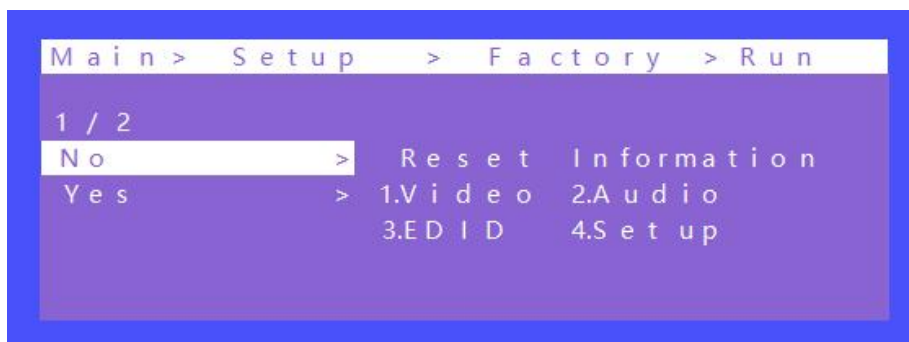 Main> Setup > Factory >Run
1/2
No > Reset Information
Yes > 1.Video 2.Audio
3.EDID 4.Setup